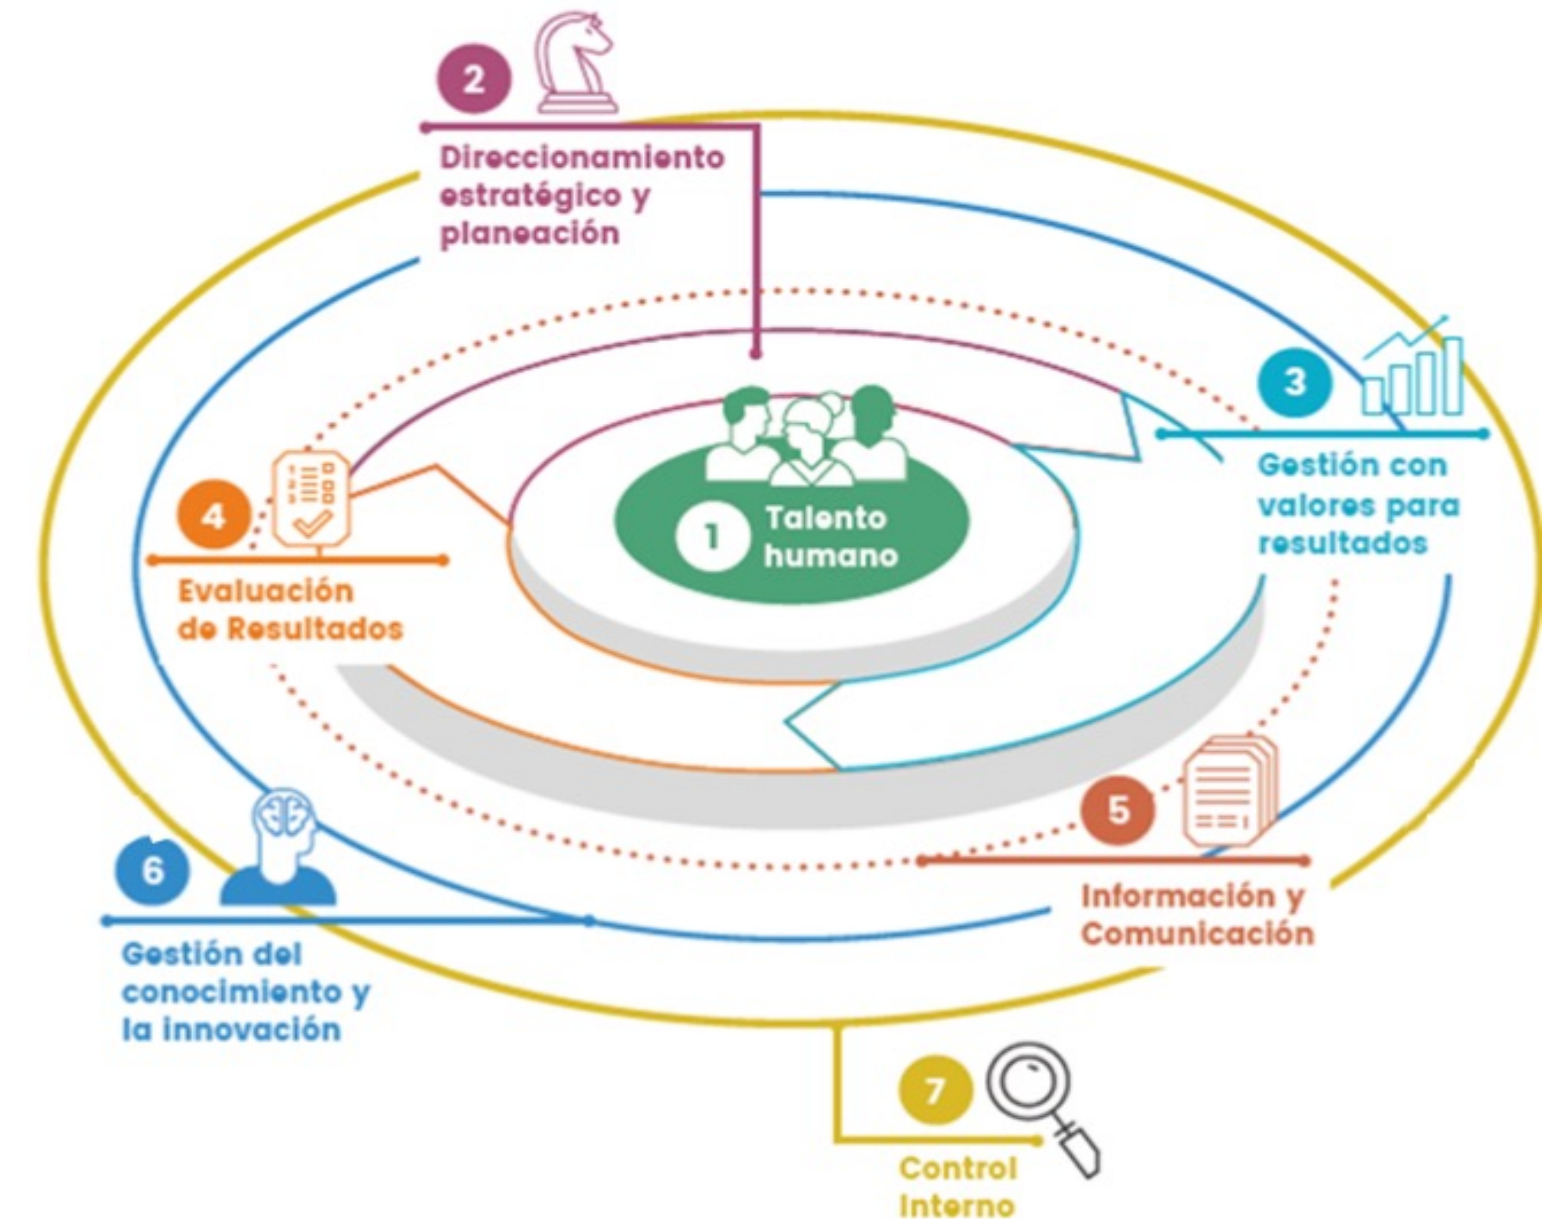 2
Direccionamiento
estratégico y
planeación
3
Gestión con
valores para
resultados
1
Talento
humano
4
Evaluación
de Resultados
5
Información y
Comunicación
6
Gestión del
conocimiento y
la innovación
7
Control
Interno